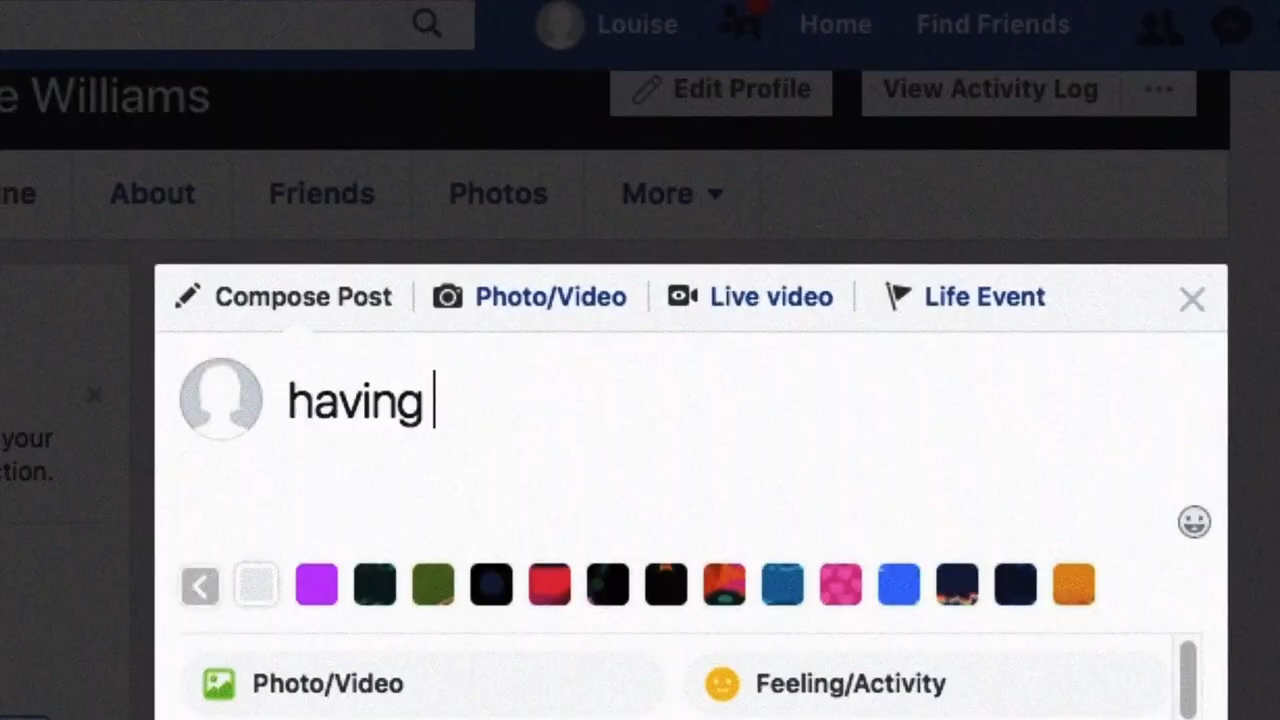 Louise Home Find Friends
e Williams Edit Profile View Activity Log ...
ne About Friends Photos More
Compose Post Photo/Video Live video Life Event
having
your
ction.
Photo/Video Feeling/Activity